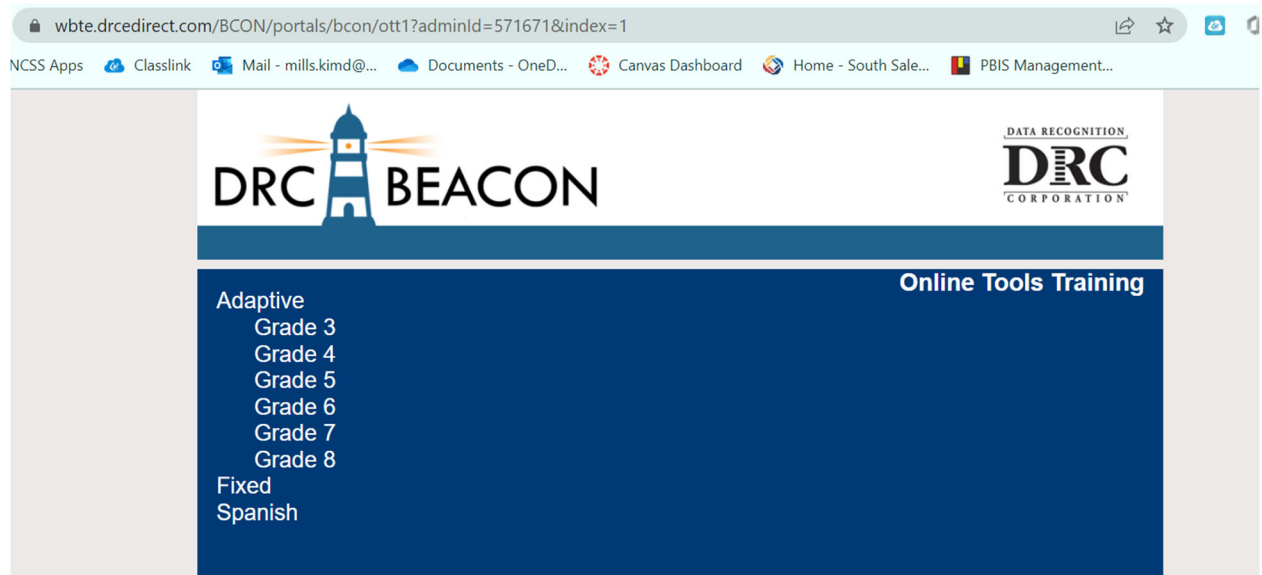 wbte.drcedirect.com/BCON/portals/bcon/ott1?adminId=571671&index=1
NCSS Apps Classlink Mail - mills.kimd@... Documents - OneD... Canvas Dashboard Home - South Sale... PBIS Management...
DRC BEACON
DATA RECOGNITION
DRC
CORPORATION
Online Tools Training
Adaptive
Grade 3
Grade 4
Grade 5
Grade 6
Grade 7
Grade 8
Fixed
Spanish